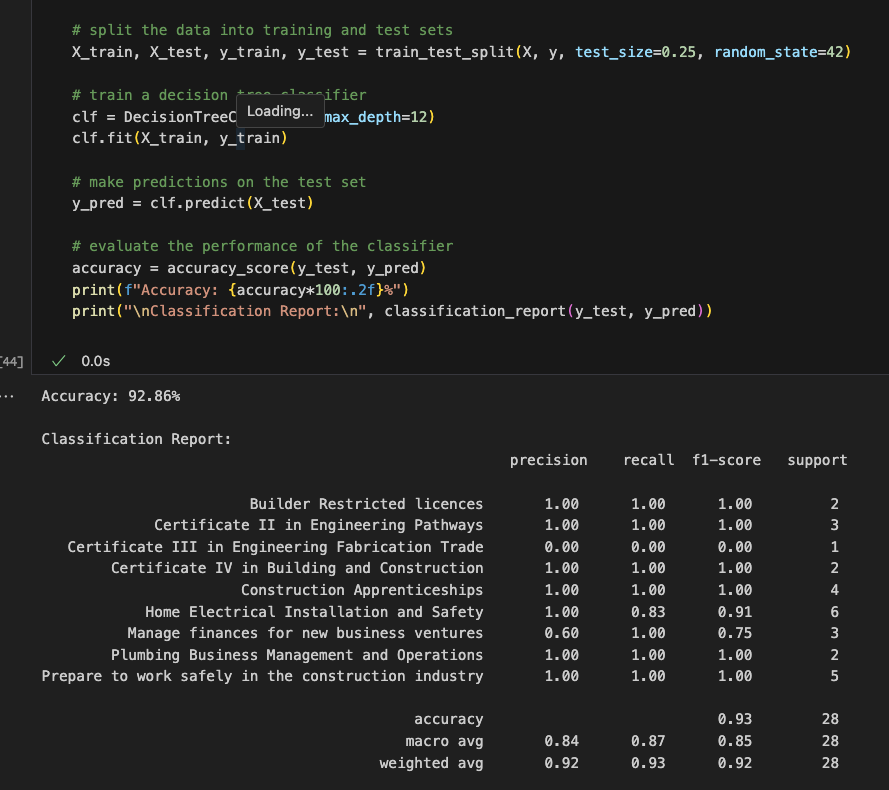 # split the data into training and test sets
X_train, X_test, y_train, y_test = train_test_split(X, y, test_size=0.25, random_state=42)
# train a decision tree classifier
clf = DecisionTreeC max_depth=12)
Loading...
clf.fit(X_train, y_train)
# make predictions on the test set
y_pred = clf.predict(X_test)
# evaluate the performance of the classifier
accuracy = accuracy_score(y_test, y_pred)
print(f"Accuracy: {accuracy*100:.2f}%")
print("\nClassification Report:\n", classification_report(y_test, y_pred))
[44] ✓ 0.0s
... Accuracy: 92.86%
Classification Report:
precision recall f1-score support
Builder Restricted licences 1.00 1.00 1.00 2
Certificate II in Engineering Pathways 1.00 1.00 1.00 3
Certificate III in Engineering Fabrication Trade 0.00 0.00 0.00 1
Certificate IV in Building and Construction 1.00 1.00 1.00 2
Construction Apprenticeships 1.00 1.00 1.00 4
Home Electrical Installation and Safety 1.00 0.83 0.91 6
Manage finances for new business ventures 0.60 1.00 0.75 3
Plumbing Business Management and Operations 1.00 1.00 1.00 2
Prepare to work safely in the construction industry 1.00 1.00 1.00 5
accuracy 0.93 28
macro avg 0.84 0.87 0.85 28
weighted avg 0.92 0.93 0.92 28